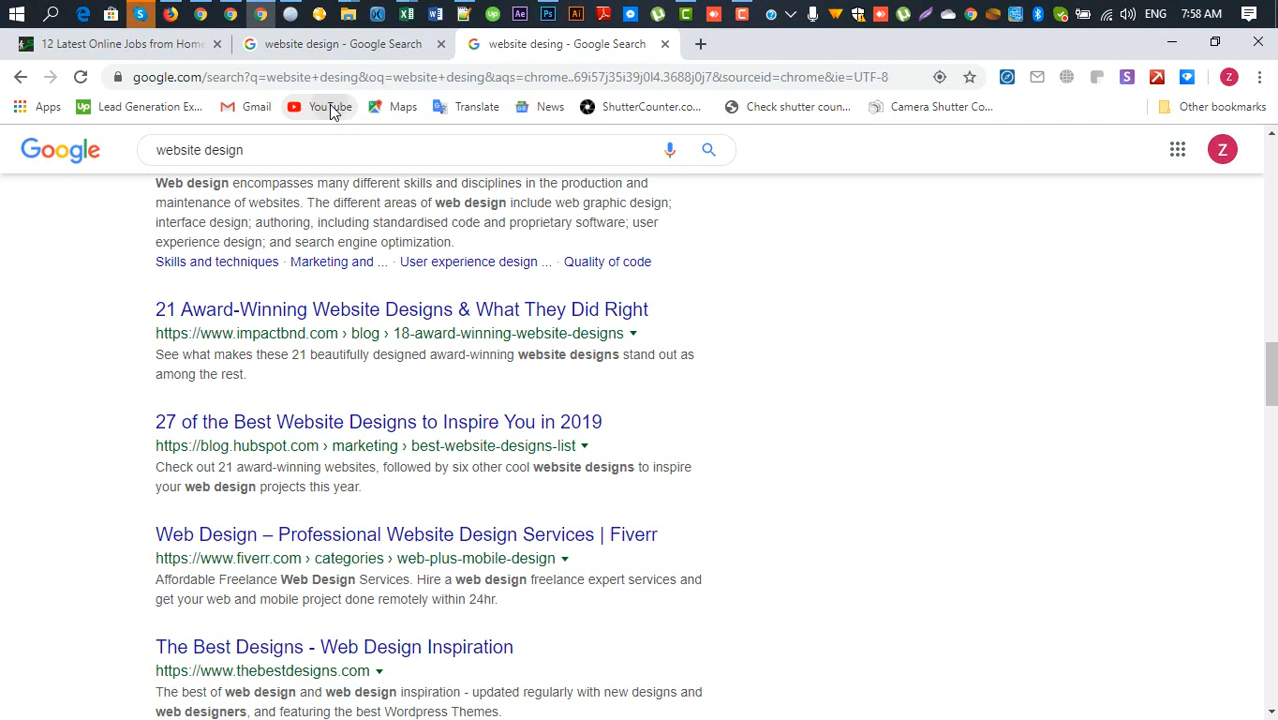 ENG 7:58 AM
12 Latest Online Jobs from Home
website design - Google Search
website desing - Google Search
google.com/search?q=website+desing&oq=website+desing&aqs=chrome..69i57j35i39j0l4.3688j0j7&sourceid=chrome&ie=UTF-8
Z
Apps
Lead Generation Ex...
Gmail
YouTube
Maps
Translate
News
ShutterCounter.co...
Check shutter coun...
Camera Shutter Co...
Other bookmarks
Google
website design
Z
Web design encompasses many different skills and disciplines in the production and
maintenance of websites. The different areas of web design include web graphic design;
interface design; authoring, including standardised code and proprietary software; user
experience design; and search engine optimization.
Skills and techniques · Marketing and ... · User experience design ... · Quality of code
21 Award-Winning Website Designs & What They Did Right
https://www.impactbnd.com › blog › 18-award-winning-website-designs
See what makes these 21 beautifully designed award-winning website designs stand out as
among the rest.
27 of the Best Website Designs to Inspire You in 2019
https://blog.hubspot.com › marketing › best-website-designs-list
Check out 21 award-winning websites, followed by six other cool website designs to inspire
your web design projects this year.
Web Design – Professional Website Design Services | Fiverr
https://www.fiverr.com › categories › web-plus-mobile-design
Affordable Freelance Web Design Services. Hire a web design freelance expert services and
get your web and mobile project done remotely within 24hr.
The Best Designs - Web Design Inspiration
https://www.thebestdesigns.com
The best of web design and web design inspiration - updated regularly with new designs and
web designers, and featuring the best Wordpress Themes.